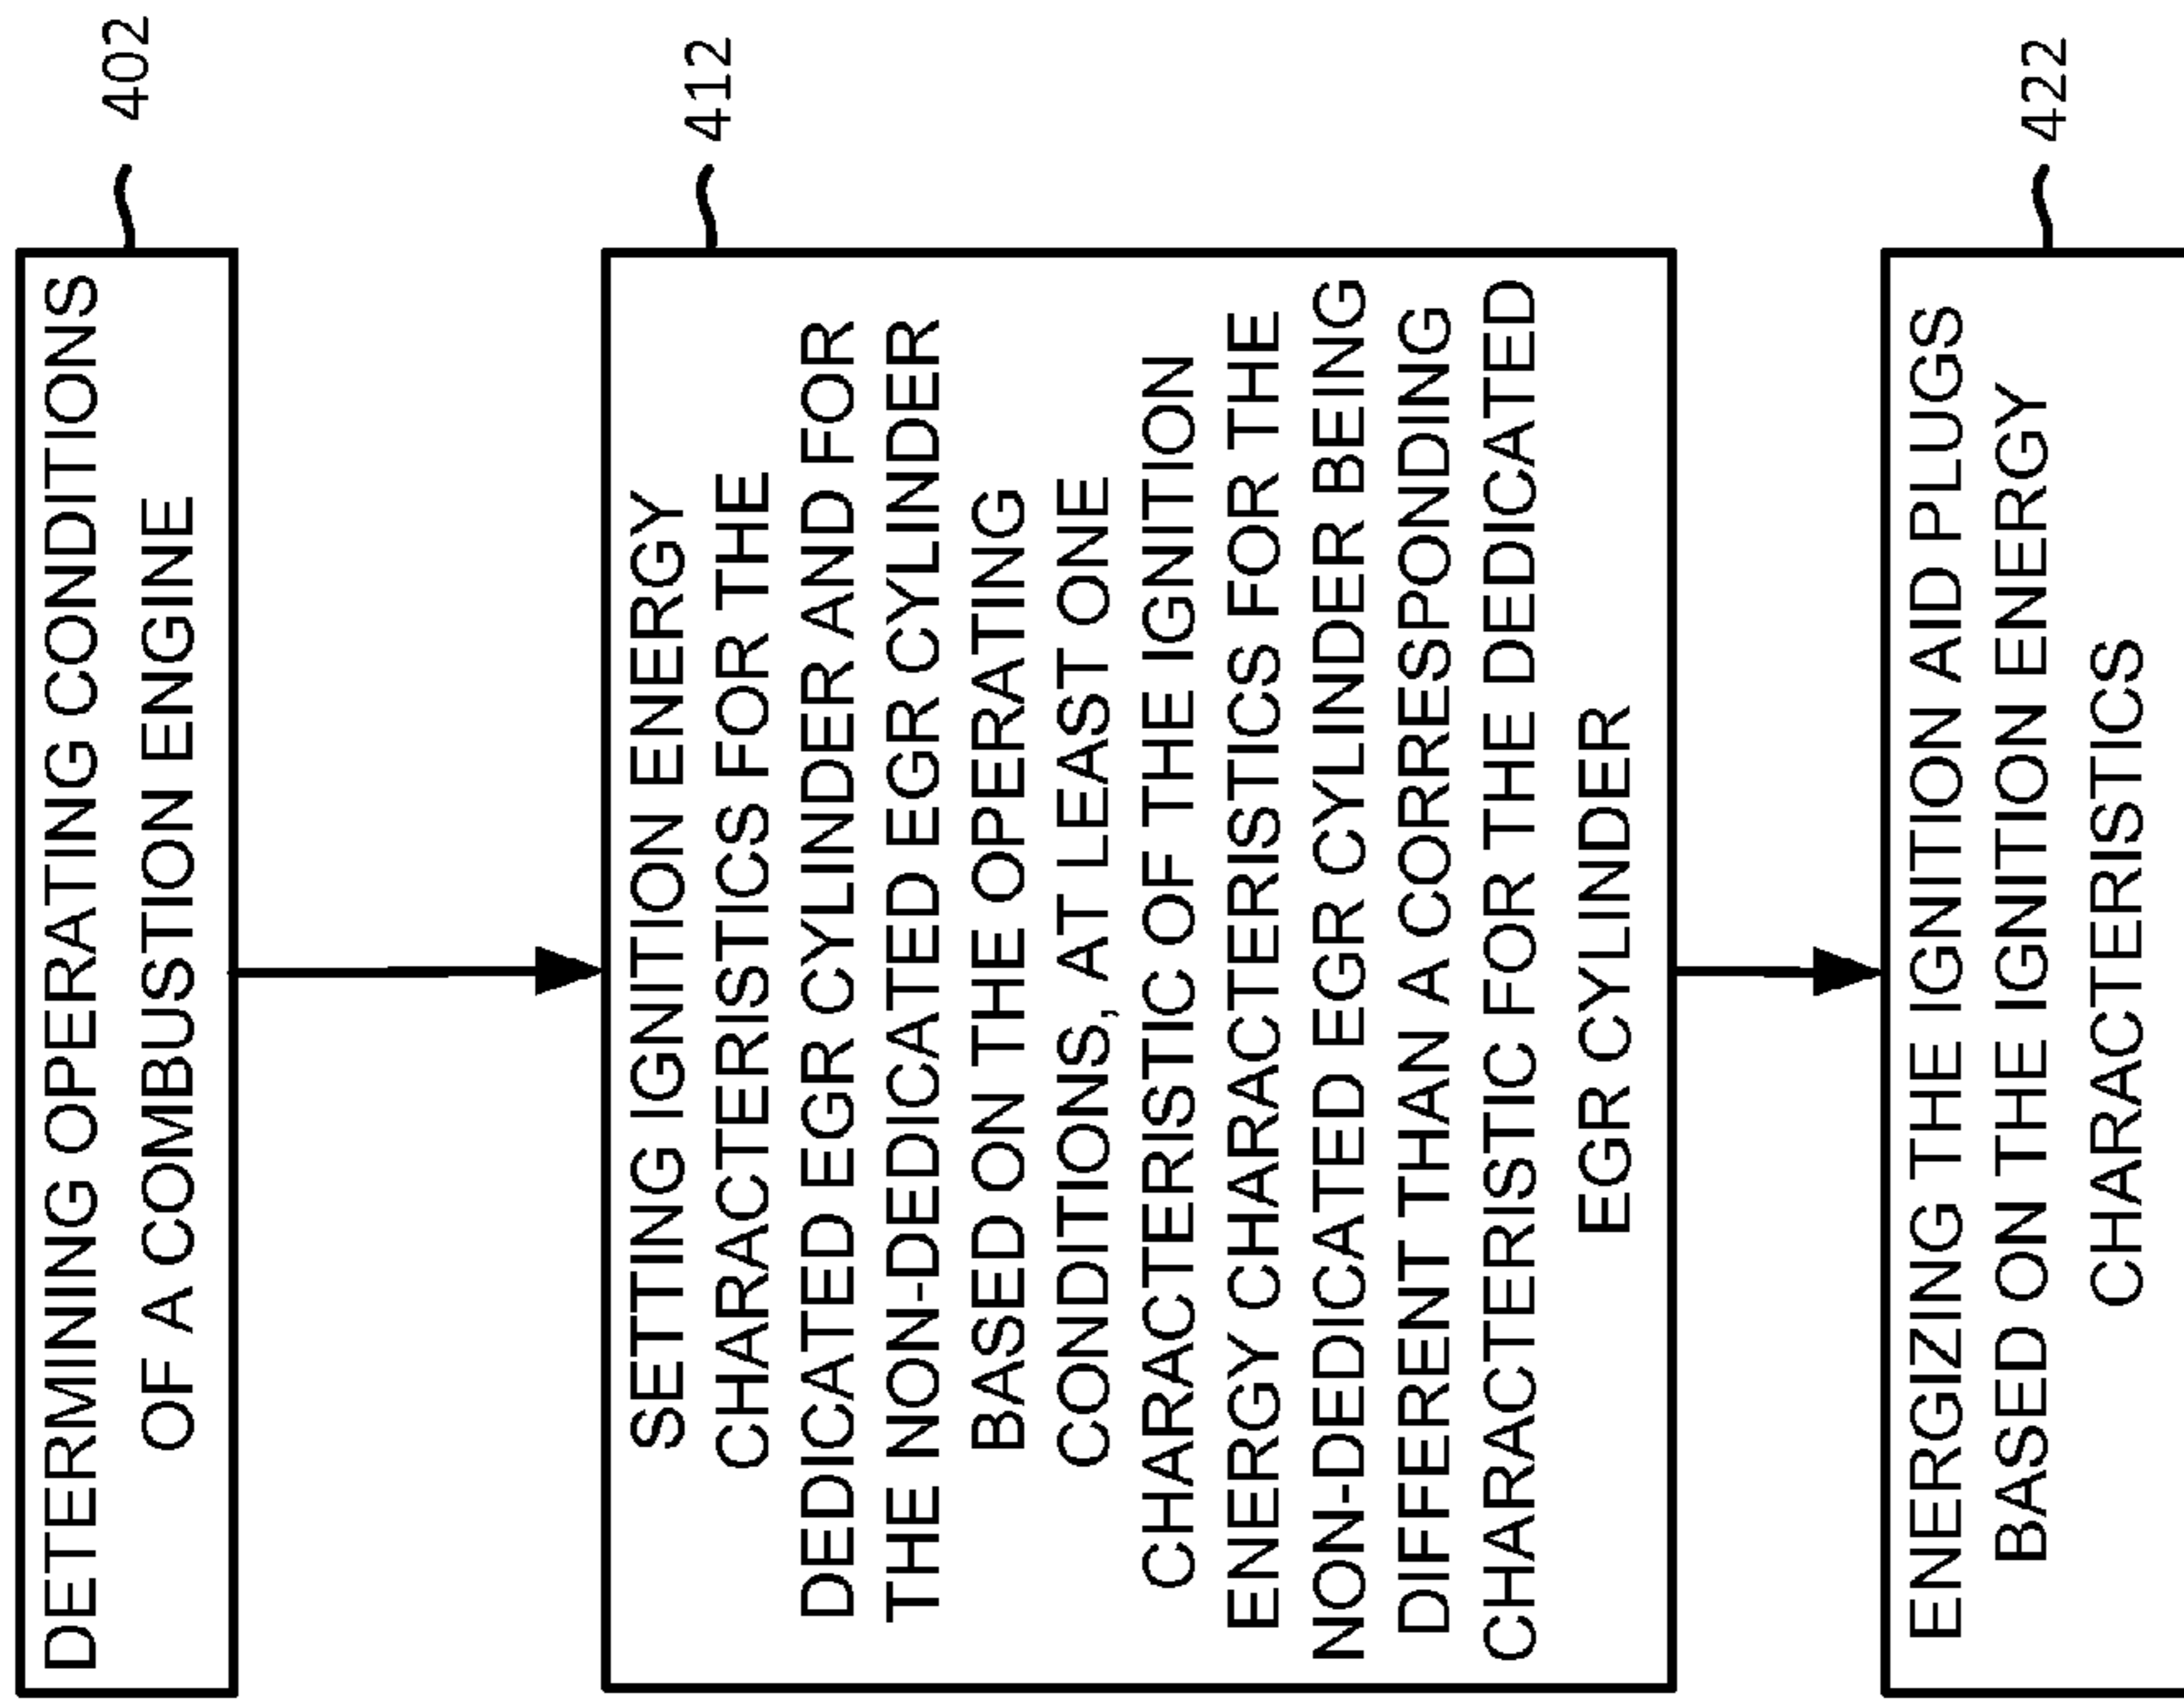 DETERMINING OPERATING CONDITIONS
OF A COMBUSTION ENGINE
402
SETTING IGNITION ENERGY
CHARACTERISTICS FOR THE
DEDICATED EGR CYLINDER AND FOR
THE NON-DEDICATED EGR CYLINDER
BASED ON THE OPERATING
CONDITIONS, AT LEAST ONE
CHARACTERISTIC OF THE IGNITION
ENERGY CHARACTERISTICS FOR THE
NON-DEDICATED EGR CYLINDER BEING
DIFFERENT THAN A CORRESPONDING
CHARACTERISTIC FOR THE DEDICATED
EGR CYLINDER
412
ENERGIZING THE IGNITION AID PLUGS
BASED ON THE IGNITION ENERGY
CHARACTERISTICS
422